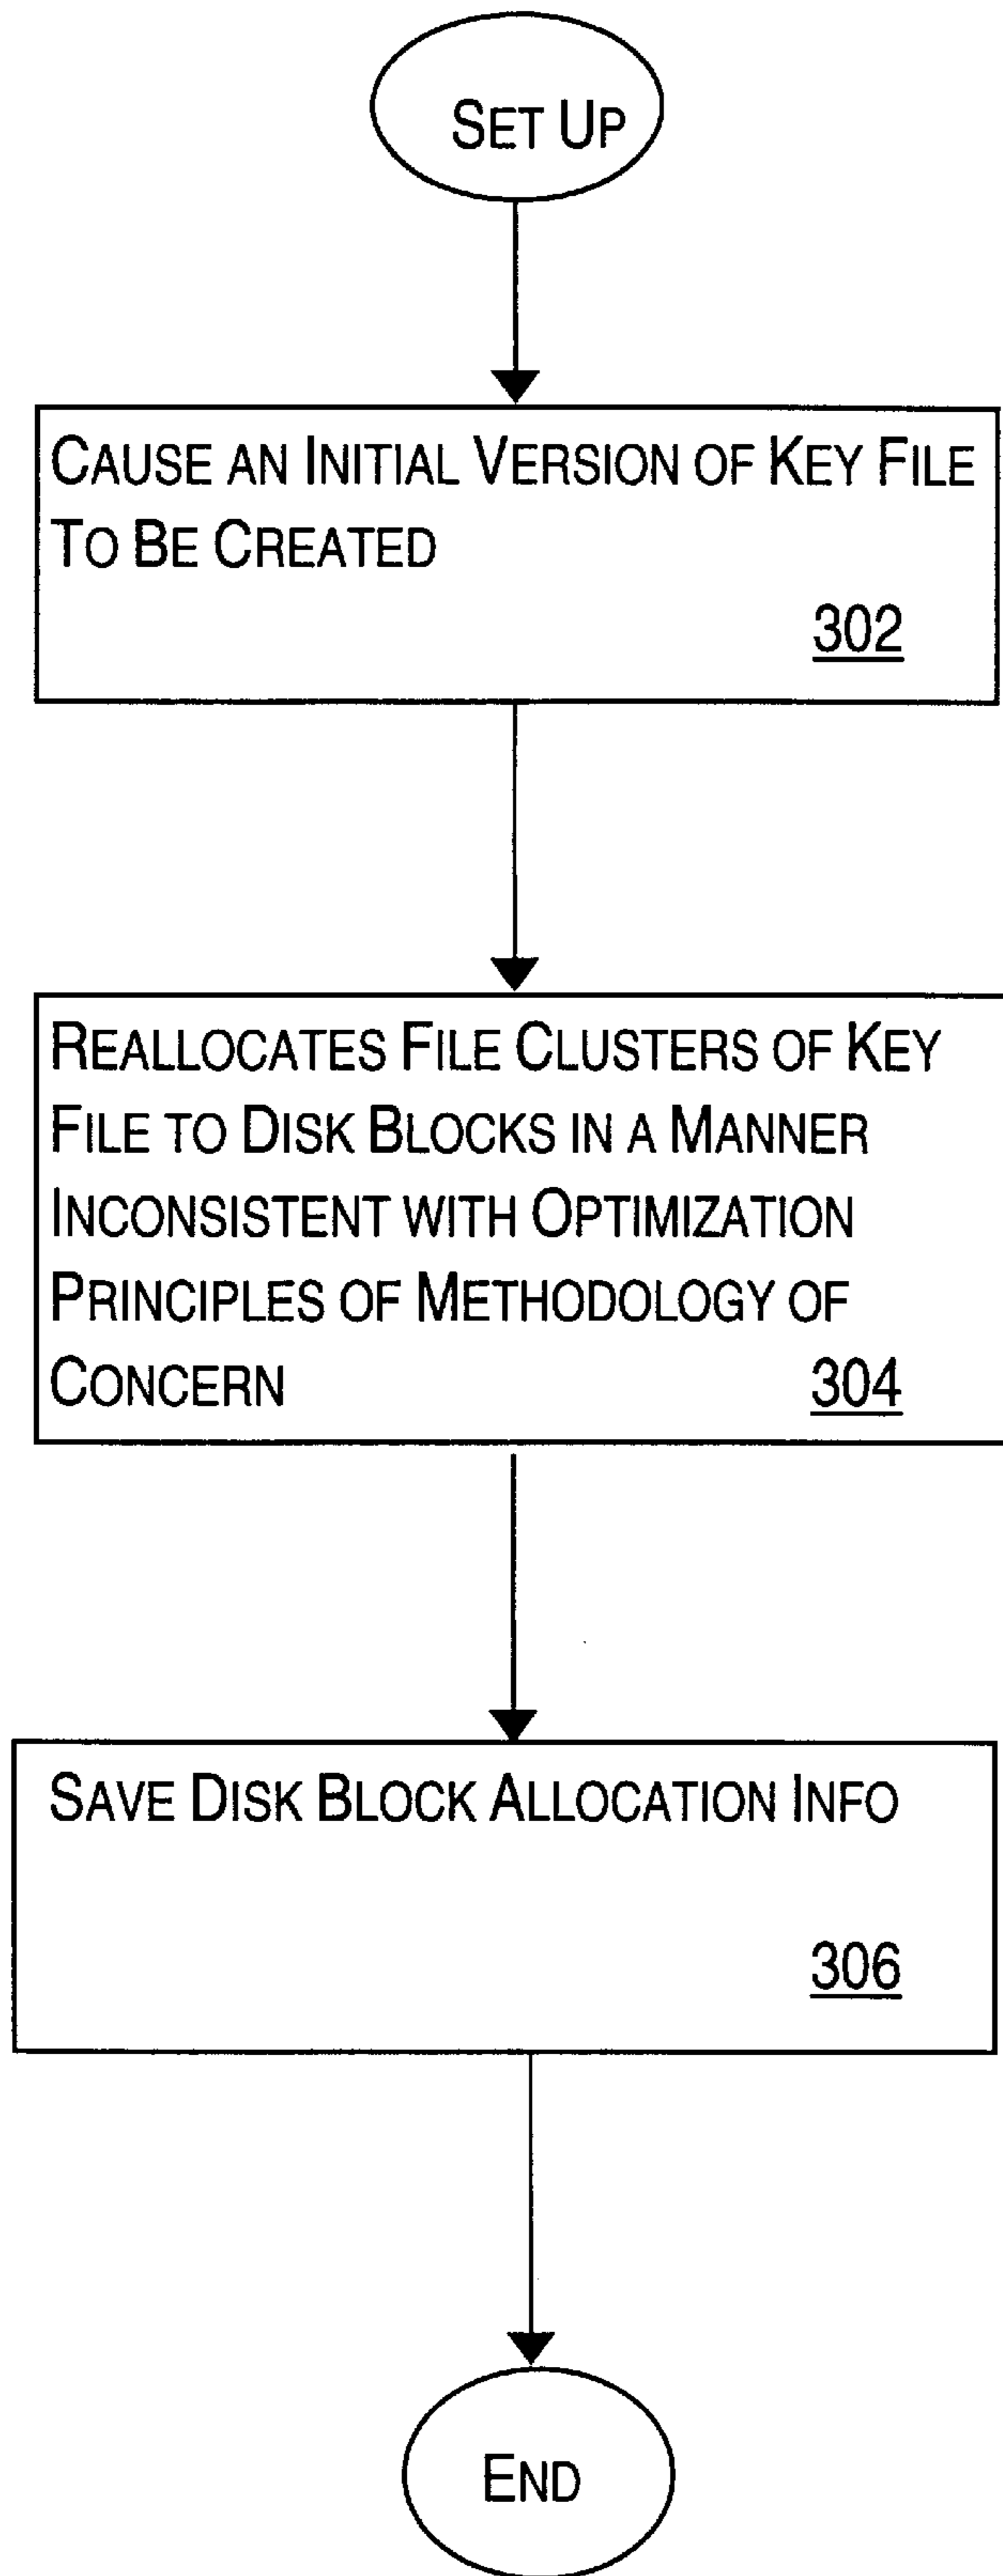 SET UP
CAUSE AN INITIAL VERSION OF KEY FILE
TO BE CREATED
302
REALLOCATES FILE CLUSTERS OF KEY
FILE TO DISK BLOCKS IN A MANNER
INCONSISTENT WITH OPTIMIZATION
PRINCIPLES OF METHODOLOGY OF
CONCERN 304
SAVE DISK BLOCK ALLOCATION INFO
306
END